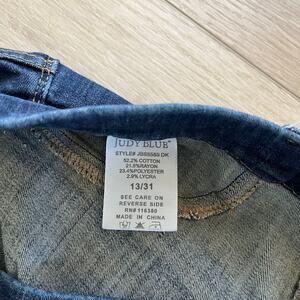 JUDY BLUE
STYLE# JB88589 DK
52.2% COTTON
21.5% RAYON
23.4% POLYESTER
2.9% LYCRA
13/31
SEE CARE ON
REVERSE SIDE
RN# 116380
MADE IN CHINA